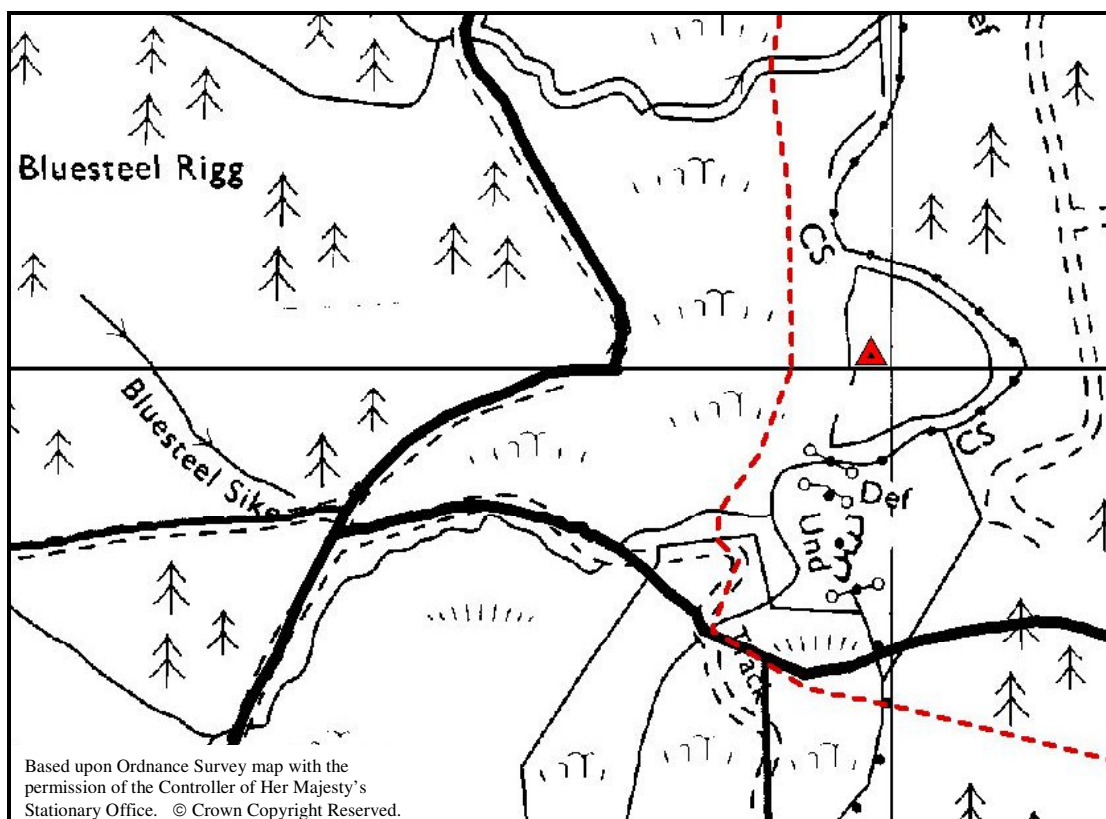 ef
Bluesteel Rigg
CS
Bluesteel Sike
CS
Def
Und
Track
Based upon Ordnance Survey map with the
permission of the Controller of Her Majesty’s
Stationary Office. © Crown Copyright Reserved.